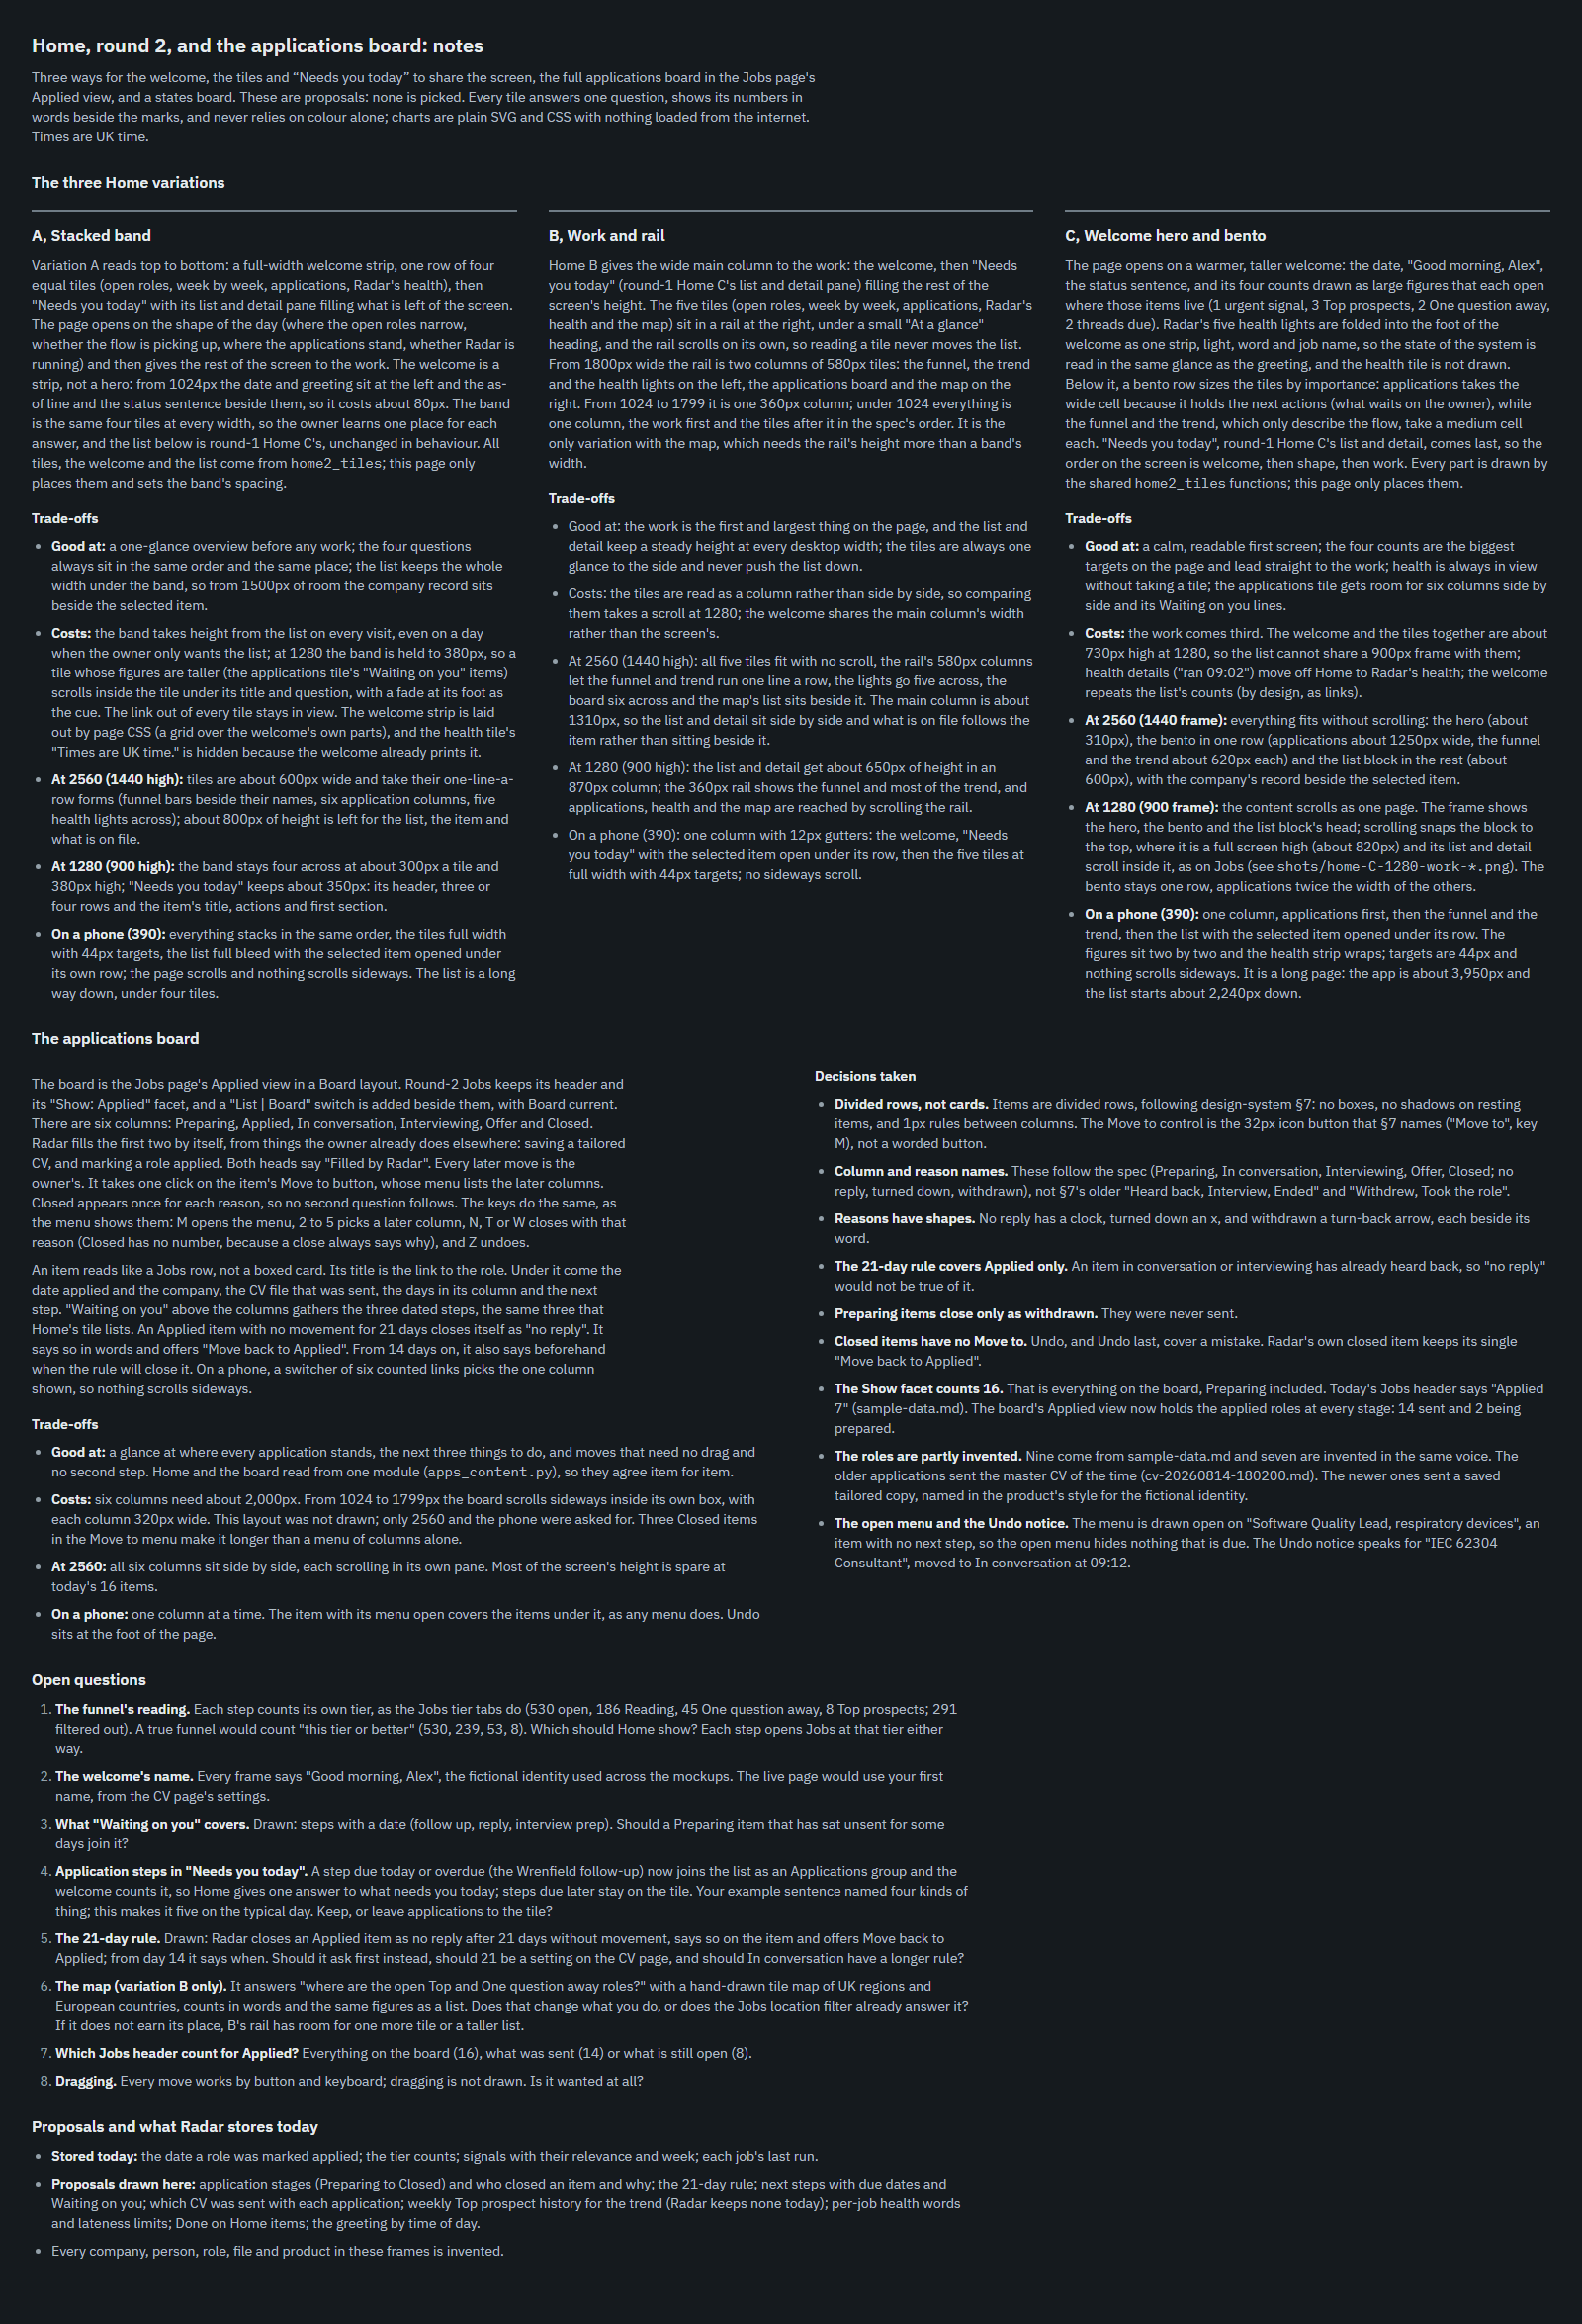 Home, round 2, and the applications board: notes
Three ways for the welcome, the tiles and “Needs you today” to share the screen, the full applications board in the Jobs page's
Applied view, and a states board. These are proposals: none is picked. Every tile answers one question, shows its numbers in
words beside the marks, and never relies on colour alone; charts are plain SVG and CSS with nothing loaded from the internet.
Times are UK time.
The three Home variations
A, Stacked band
Variation A reads top to bottom: a full-width welcome strip, one row of four
equal tiles (open roles, week by week, applications, Radar's health), then
"Needs you today" with its list and detail pane filling what is left of the screen.
The page opens on the shape of the day (where the open roles narrow,
whether the flow is picking up, where the applications stand, whether Radar is
running) and then gives the rest of the screen to the work. The welcome is a
strip, not a hero: from 1024px the date and greeting sit at the left and the as-
of line and the status sentence beside them, so it costs about 80px. The band
is the same four tiles at every width, so the owner learns one place for each
answer, and the list below is round-1 Home C's, unchanged in behaviour. All
tiles, the welcome and the list come from home2_tiles; this page only
places them and sets the band's spacing.
Trade-offs
• Good at: a one-glance overview before any work; the four questions
always sit in the same order and the same place; the list keeps the whole
width under the band, so from 1500px of room the company record sits
beside the selected item.
• Costs: the band takes height from the list on every visit, even on a day
when the owner only wants the list; at 1280 the band is held to 380px, so a
tile whose figures are taller (the applications tile's "Waiting on you" items)
scrolls inside the tile under its title and question, with a fade at its foot as
the cue. The link out of every tile stays in view. The welcome strip is laid
out by page CSS (a grid over the welcome's own parts), and the health tile's
"Times are UK time." is hidden because the welcome already prints it.
• At 2560 (1440 high): tiles are about 600px wide and take their one-line-a-
row forms (funnel bars beside their names, six application columns, five
health lights across); about 800px of height is left for the list, the item and
what is on file.
• At 1280 (900 high): the band stays four across at about 300px a tile and
380px high; "Needs you today" keeps about 350px: its header, three or
four rows and the item's title, actions and first section.
• On a phone (390): everything stacks in the same order, the tiles full width
with 44px targets, the list full bleed with the selected item opened under
its own row; the page scrolls and nothing scrolls sideways. The list is a long
way down, under four tiles.
B, Work and rail
Home B gives the wide main column to the work: the welcome, then "Needs
you today" (round-1 Home C's list and detail pane) filling the rest of the
screen's height. The five tiles (open roles, week by week, applications, Radar's
health and the map) sit in a rail at the right, under a small "At a glance"
heading, and the rail scrolls on its own, so reading a tile never moves the list.
From 1800px wide the rail is two columns of 580px tiles: the funnel, the trend
and the health lights on the left, the applications board and the map on the
right. From 1024 to 1799 it is one 360px column; under 1024 everything is
one column, the work first and the tiles after it in the spec's order. It is the
only variation with the map, which needs the rail's height more than a band's
width.
Trade-offs
• Good at: the work is the first and largest thing on the page, and the list and
detail keep a steady height at every desktop width; the tiles are always one
glance to the side and never push the list down.
• Costs: the tiles are read as a column rather than side by side, so comparing
them takes a scroll at 1280; the welcome shares the main column's width
rather than the screen's.
• At 2560 (1440 high): all five tiles fit with no scroll, the rail's 580px columns
let the funnel and trend run one line a row, the lights go five across, the
board six across and the map's list sits beside it. The main column is about
1310px, so the list and detail sit side by side and what is on file follows the
item rather than sitting beside it.
• At 1280 (900 high): the list and detail get about 650px of height in an
870px column; the 360px rail shows the funnel and most of the trend, and
applications, health and the map are reached by scrolling the rail.
• On a phone (390): one column with 12px gutters: the welcome, "Needs
you today" with the selected item open under its row, then the five tiles at
full width with 44px targets; no sideways scroll.
C, Welcome hero and bento
The page opens on a warmer, taller welcome: the date, "Good morning, Alex",
the status sentence, and its four counts drawn as large figures that each open
where those items live (1 urgent signal, 3 Top prospects, 2 One question away,
2 threads due). Radar's five health lights are folded into the foot of the
welcome as one strip, light, word and job name, so the state of the system is
read in the same glance as the greeting, and the health tile is not drawn.
Below it, a bento row sizes the tiles by importance: applications takes the
wide cell because it holds the next actions (what waits on the owner), while
the funnel and the trend, which only describe the flow, take a medium cell
each. "Needs you today", round-1 Home C's list and detail, comes last, so the
order on the screen is welcome, then shape, then work. Every part is drawn by
the shared home2_tiles functions; this page only places them.
Trade-offs
• Good at: a calm, readable first screen; the four counts are the biggest
targets on the page and lead straight to the work; health is always in view
without taking a tile; the applications tile gets room for six columns side by
side and its Waiting on you lines.
• Costs: the work comes third. The welcome and the tiles together are about
730px high at 1280, so the list cannot share a 900px frame with them;
health details ("ran 09:02") move off Home to Radar's health; the welcome
repeats the list's counts (by design, as links).
• At 2560 (1440 frame): everything fits without scrolling: the hero (about
310px), the bento in one row (applications about 1250px wide, the funnel
and the trend about 620px each) and the list block in the rest (about
600px), with the company's record beside the selected item.
• At 1280 (900 frame): the content scrolls as one page. The frame shows
the hero, the bento and the list block's head; scrolling snaps the block to
the top, where it is a full screen high (about 820px) and its list and detail
scroll inside it, as on Jobs (see shots/home-C-1280-work-*.png). The
bento stays one row, applications twice the width of the others.
• On a phone (390): one column, applications first, then the funnel and the
trend, then the list with the selected item opened under its row. The
figures sit two by two and the health strip wraps; targets are 44px and
nothing scrolls sideways. It is a long page: the app is about 3,950px and
the list starts about 2,240px down.
The applications board
The board is the Jobs page's Applied view in a Board layout. Round-2 Jobs keeps its header and
its "Show: Applied" facet, and a "List | Board" switch is added beside them, with Board current.
There are six columns: Preparing, Applied, In conversation, Interviewing, Offer and Closed.
Radar fills the first two by itself, from things the owner already does elsewhere: saving a tailored
CV, and marking a role applied. Both heads say "Filled by Radar". Every later move is the
owner's. It takes one click on the item's Move to button, whose menu lists the later columns.
Closed appears once for each reason, so no second question follows. The keys do the same, as
the menu shows them: M opens the menu, 2 to 5 picks a later column, N, T or W closes with that
reason (Closed has no number, because a close always says why), and Z undoes.
An item reads like a Jobs row, not a boxed card. Its title is the link to the role. Under it come the
date applied and the company, the CV file that was sent, the days in its column and the next
step. "Waiting on you" above the columns gathers the three dated steps, the same three that
Home's tile lists. An Applied item with no movement for 21 days closes itself as "no reply". It
says so in words and offers "Move back to Applied". From 14 days on, it also says beforehand
when the rule will close it. On a phone, a switcher of six counted links picks the one column
shown, so nothing scrolls sideways.
Trade-offs
• Good at: a glance at where every application stands, the next three things to do, and moves that need no drag and
no second step. Home and the board read from one module (apps_content.py), so they agree item for item.
• Costs: six columns need about 2,000px. From 1024 to 1799px the board scrolls sideways inside its own box, with
each column 320px wide. This layout was not drawn; only 2560 and the phone were asked for. Three Closed items
in the Move to menu make it longer than a menu of columns alone.
• At 2560: all six columns sit side by side, each scrolling in its own pane. Most of the screen's height is spare at
today's 16 items.
• On a phone: one column at a time. The item with its menu open covers the items under it, as any menu does. Undo
sits at the foot of the page.
Decisions taken
• Divided rows, not cards. Items are divided rows, following design-system §7: no boxes, no shadows on resting
items, and 1px rules between columns. The Move to control is the 32px icon button that §7 names ("Move to", key
M), not a worded button.
• Column and reason names. These follow the spec (Preparing, In conversation, Interviewing, Offer, Closed; no
reply, turned down, withdrawn), not §7's older "Heard back, Interview, Ended" and "Withdrew, Took the role".
• Reasons have shapes. No reply has a clock, turned down an x, and withdrawn a turn-back arrow, each beside its
word.
• The 21-day rule covers Applied only. An item in conversation or interviewing has already heard back, so "no reply"
would not be true of it.
• Preparing items close only as withdrawn. They were never sent.
• Closed items have no Move to. Undo, and Undo last, cover a mistake. Radar's own closed item keeps its single
"Move back to Applied".
• The Show facet counts 16. That is everything on the board, Preparing included. Today's Jobs header says "Applied
7" (sample-data.md). The board's Applied view now holds the applied roles at every stage: 14 sent and 2 being
prepared.
• The roles are partly invented. Nine come from sample-data.md and seven are invented in the same voice. The
older applications sent the master CV of the time (cv-20260814-180200.md). The newer ones sent a saved
tailored copy, named in the product's style for the fictional identity.
• The open menu and the Undo notice. The menu is drawn open on "Software Quality Lead, respiratory devices", an
item with no next step, so the open menu hides nothing that is due. The Undo notice speaks for "IEC 62304
Consultant", moved to In conversation at 09:12.
Open questions
1. The funnel's reading. Each step counts its own tier, as the Jobs tier tabs do (530 open, 186 Reading, 45 One question away, 8 Top prospects; 291
filtered out). A true funnel would count "this tier or better" (530, 239, 53, 8). Which should Home show? Each step opens Jobs at that tier either
way.
2. The welcome's name. Every frame says "Good morning, Alex", the fictional identity used across the mockups. The live page would use your first
name, from the CV page's settings.
3. What "Waiting on you" covers. Drawn: steps with a date (follow up, reply, interview prep). Should a Preparing item that has sat unsent for some
days join it?
4. Application steps in "Needs you today". A step due today or overdue (the Wrenfield follow-up) now joins the list as an Applications group and the
welcome counts it, so Home gives one answer to what needs you today; steps due later stay on the tile. Your example sentence named four kinds of
thing; this makes it five on the typical day. Keep, or leave applications to the tile?
5. The 21-day rule. Drawn: Radar closes an Applied item as no reply after 21 days without movement, says so on the item and offers Move back to
Applied; from day 14 it says when. Should it ask first instead, should 21 be a setting on the CV page, and should In conversation have a longer rule?
6. The map (variation B only). It answers "where are the open Top and One question away roles?" with a hand-drawn tile map of UK regions and
European countries, counts in words and the same figures as a list. Does that change what you do, or does the Jobs location filter already answer it?
If it does not earn its place, B's rail has room for one more tile or a taller list.
7. Which Jobs header count for Applied? Everything on the board (16), what was sent (14) or what is still open (8).
8. Dragging. Every move works by button and keyboard; dragging is not drawn. Is it wanted at all?
Proposals and what Radar stores today
• Stored today: the date a role was marked applied; the tier counts; signals with their relevance and week; each job's last run.
• Proposals drawn here: application stages (Preparing to Closed) and who closed an item and why; the 21-day rule; next steps with due dates and
Waiting on you; which CV was sent with each application; weekly Top prospect history for the trend (Radar keeps none today); per-job health words
and lateness limits; Done on Home items; the greeting by time of day.
• Every company, person, role, file and product in these frames is invented.